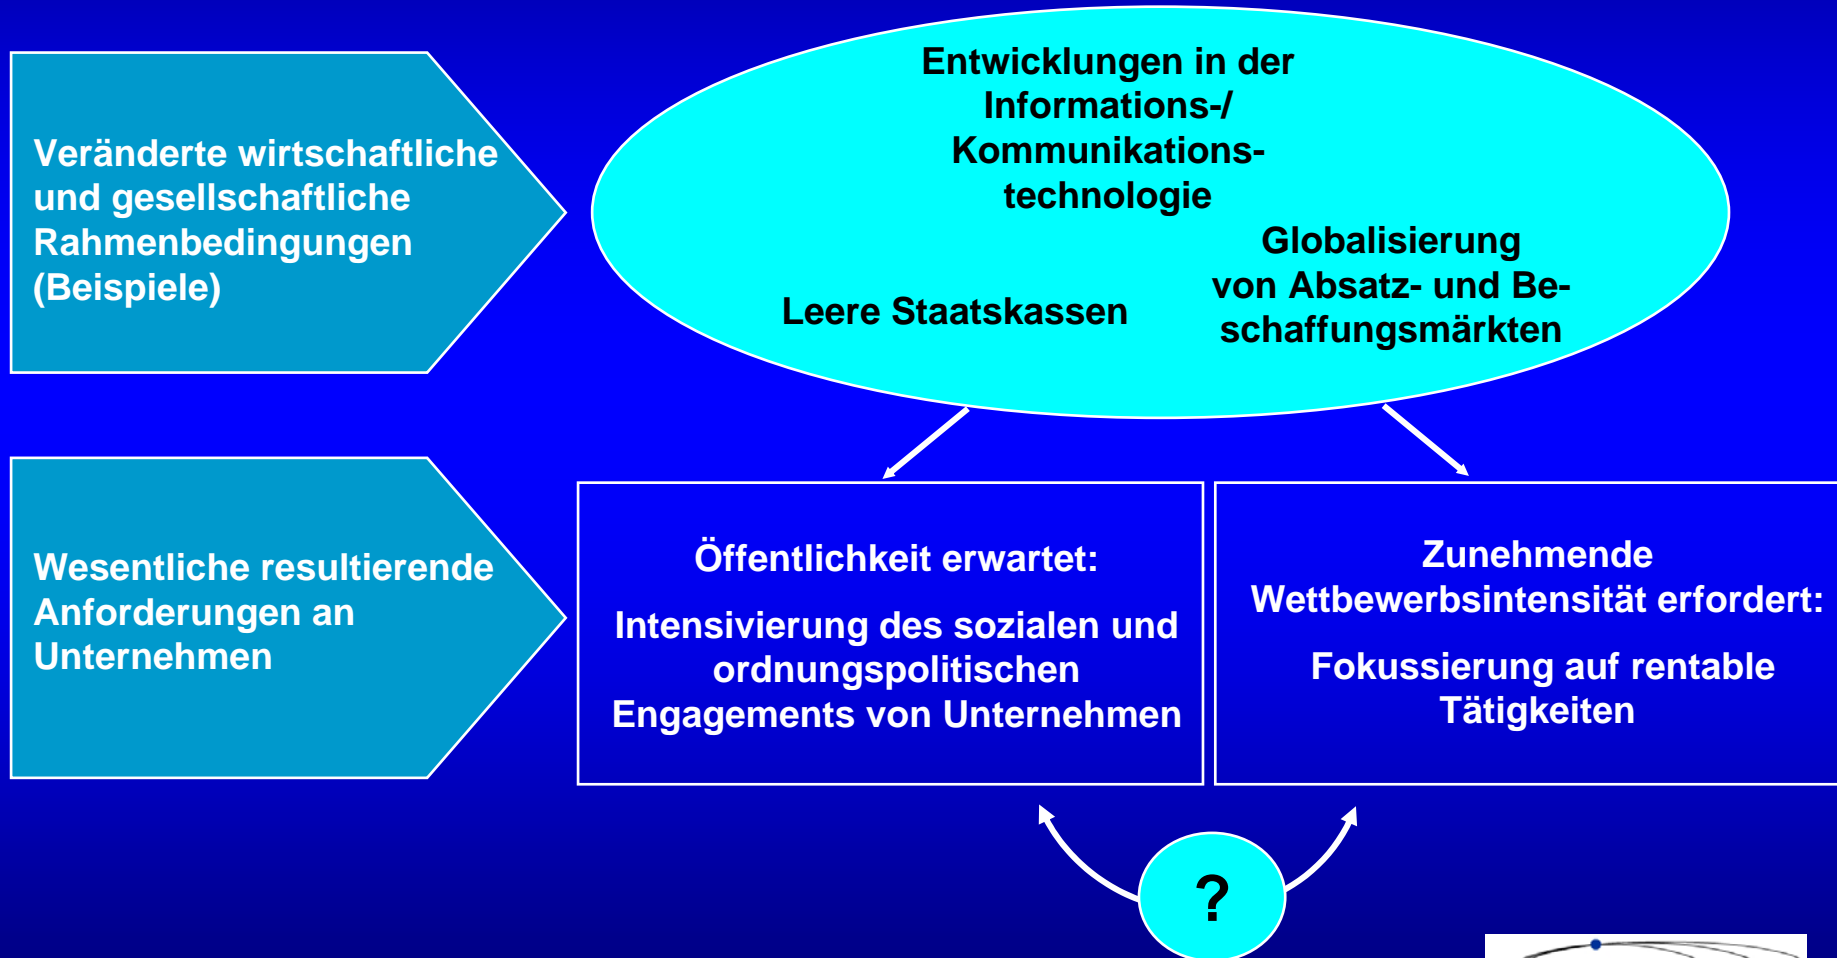 Veränderte wirtschaftliche
und gesellschaftliche
Rahmenbedingungen
(Beispiele)
Entwicklungen in der
Informations-/
Kommunikations-
technologie
Leere Staatskassen
Globalisierung
von Absatz- und Be-
schaffungsmärkten
Wesentliche resultierende
Anforderungen an
Unternehmen
Öffentlichkeit erwartet:
Intensivierung des sozialen und
ordnungspolitischen
Engagements von Unternehmen
Zunehmende
Wettbewerbsintensität erfordert:
Fokussierung auf rentable
Tätigkeiten
?